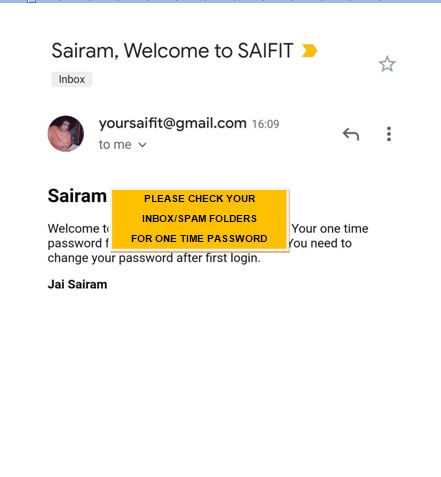 Sairam, Welcome to SAIFIT
Inbox
yoursaifit@gmail.com 16:09
to me
Sairam
PLEASE CHECK YOUR
INBOX/SPAM FOLDERS
FOR ONE TIME PASSWORD
Welcome to Your one time
password You need to
change your password after first login.
Jai Sairam